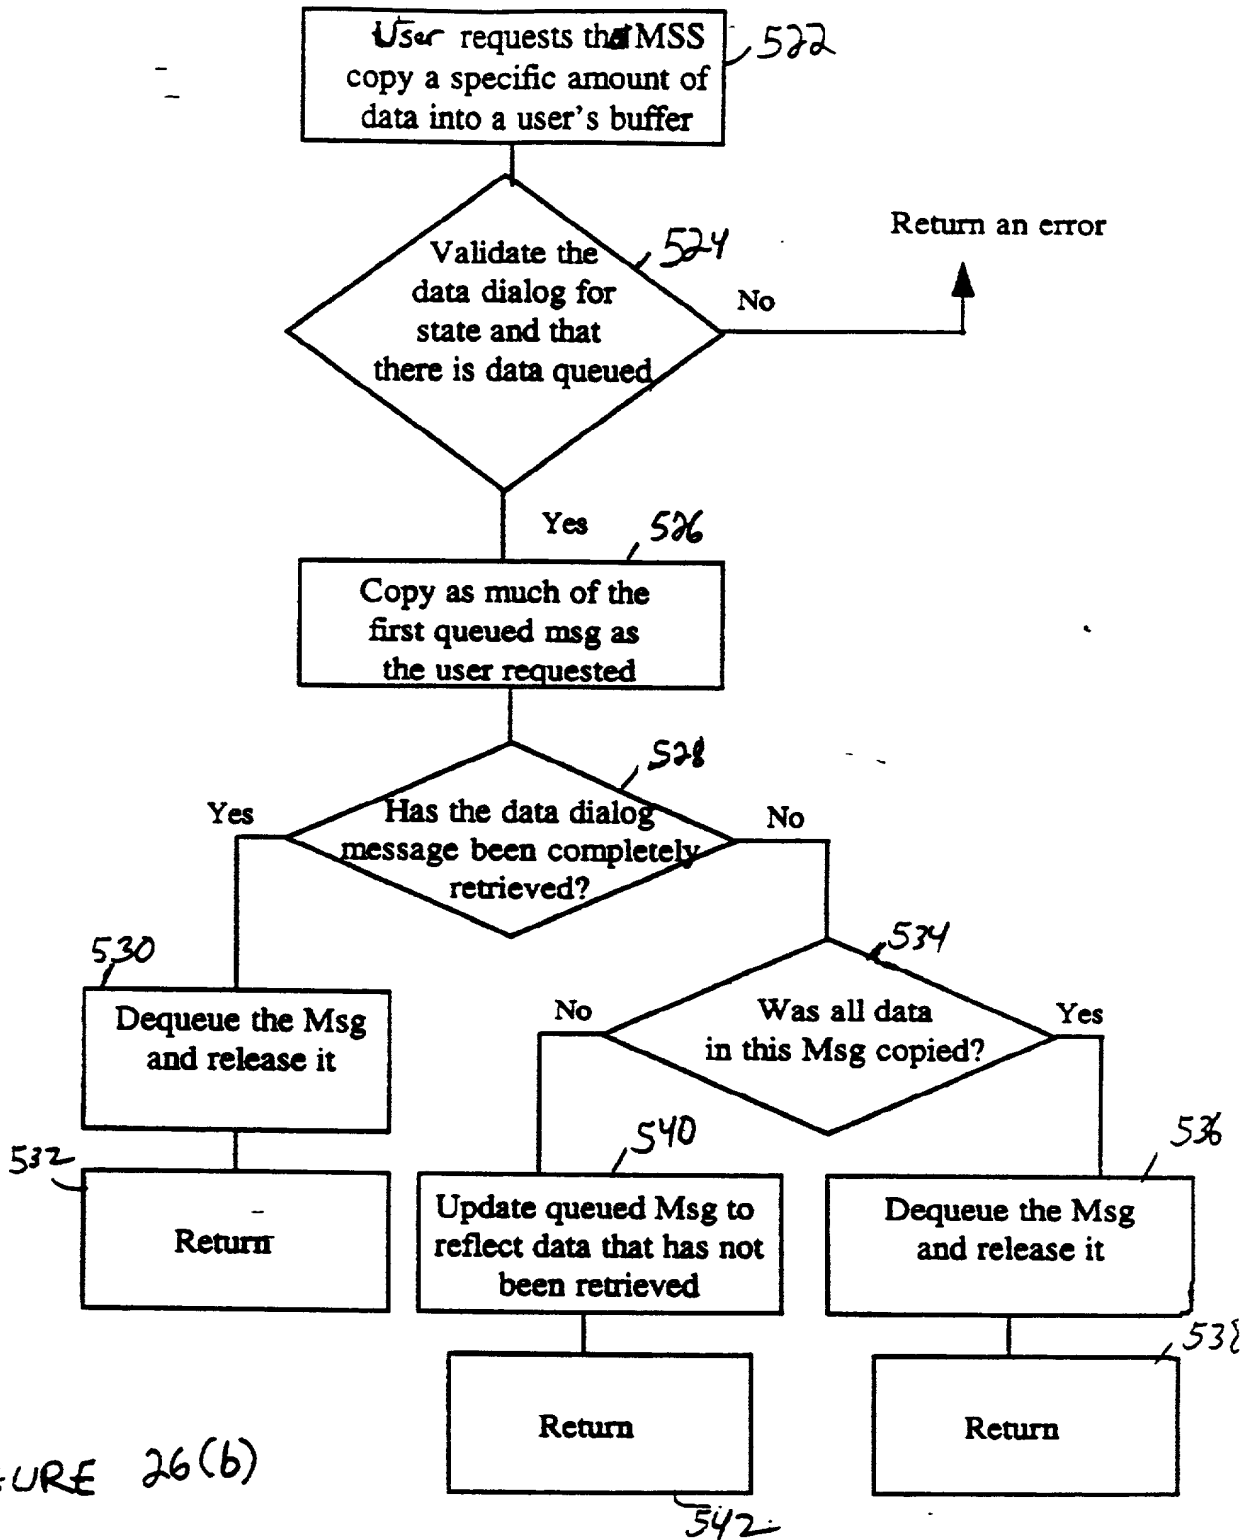 User requests that MSS
copy a specific amount of
data into a user's buffer
522
Validate the
data dialog for
state and that
there is data queued
524
No
Return an error
Yes
526
Copy as much of the
first queued msg as
the user requested
528
Has the data dialog
message been completely
retrieved?
Yes
No
530
Dequeue the Msg
and release it
532
Return
534
Was all data
in this Msg copied?
No
Yes
540
Update queued Msg to
reflect data that has not
been retrieved
536
Dequeue the Msg
and release it
Return
542
538
Return
URE 26(b)